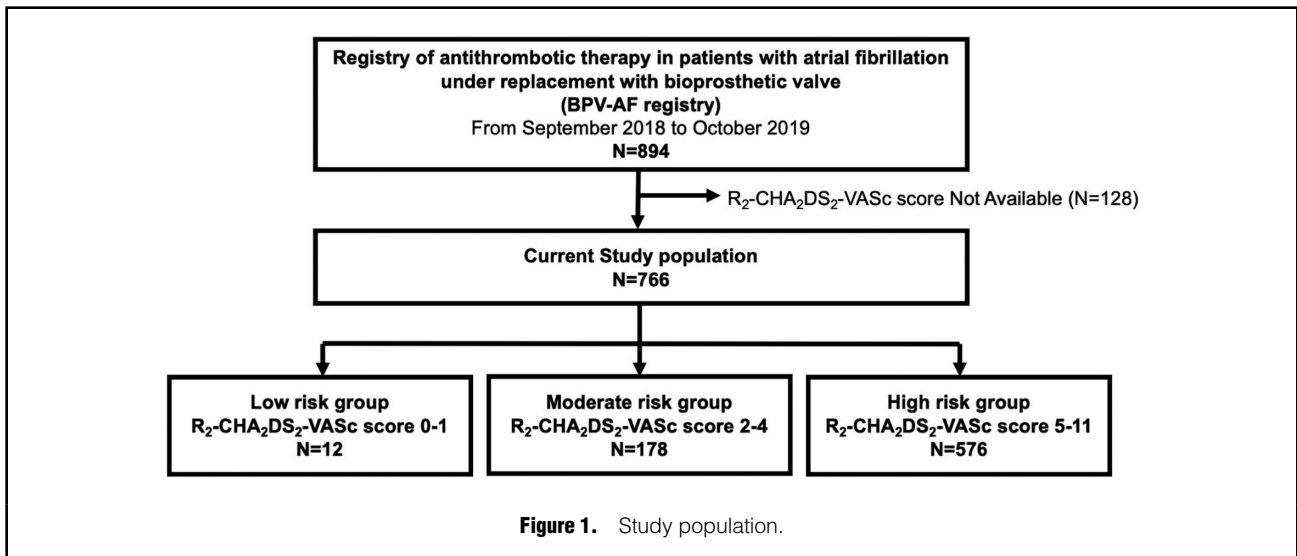 Registry of antithrombotic therapy in patients with atrial fibrillation
under replacement with bioprosthetic valve
(BPV-AF registry)
From September 2018 to October 2019
N=894
R₂-CHA₂DS₂-VASc score Not Available (N=128)
Current Study population
N=766
Low risk group
R₂-CHA₂DS₂-VASc score 0-1
N=12
Moderate risk group
R₂-CHA₂DS₂-VASc score 2-4
N=178
High risk group
R₂-CHA₂DS₂-VASc score 5-11
N=576
Figure 1. Study population.